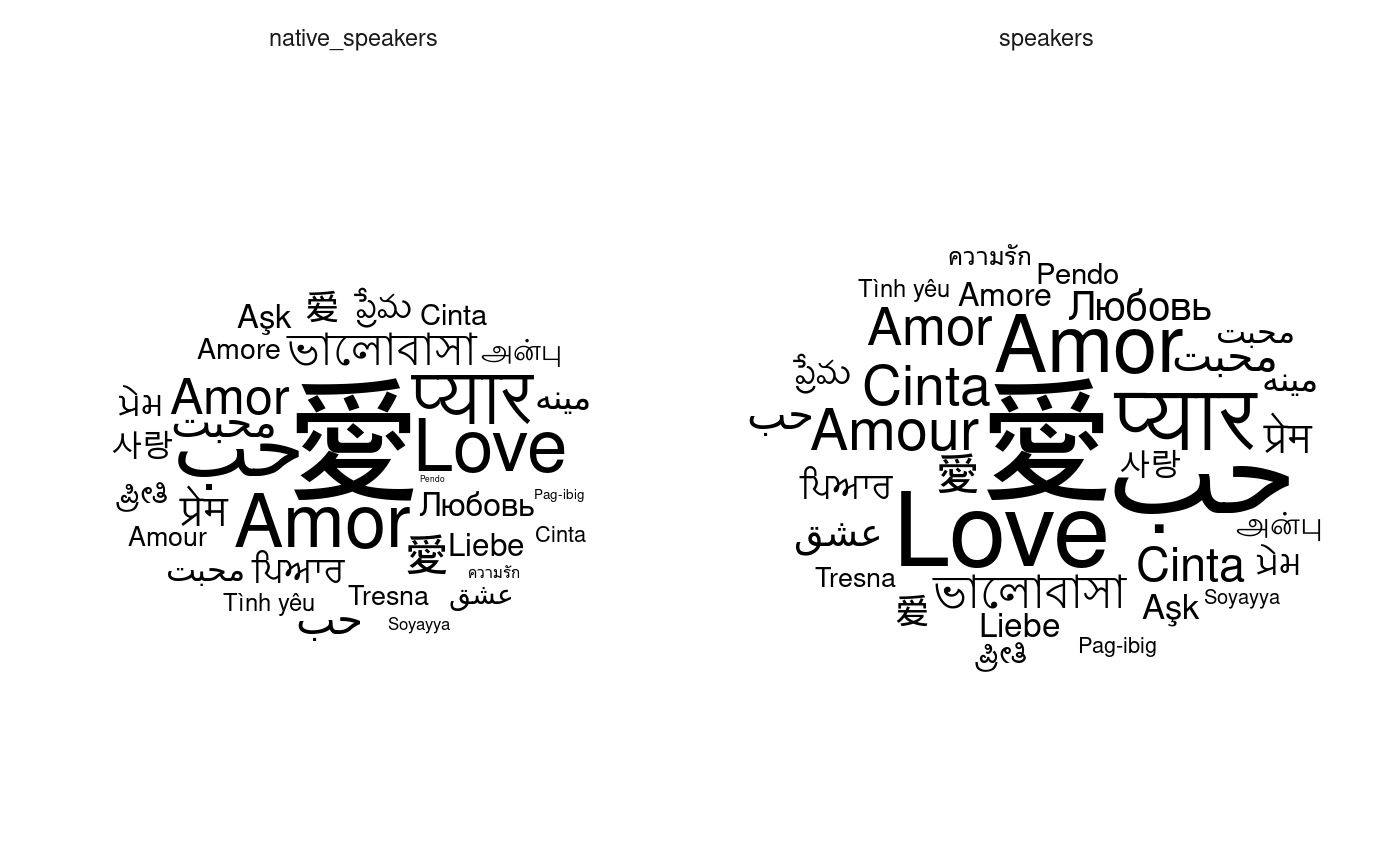 native_speakers
Aşk 爱 ప్రేమ Cinta
Amore ভালোবাসা அன்பு
પ્રેમ Amor 愛 प्यार مينه
محبت
사랑 حب Love
Pendo
ಪ್ರೀತಿ प्रेम Amor Любовь Pag-ibig
Amour 愛 Liebe Cinta
محبت ਪਿਆਰ ความรัก
Tình yêu Tresna عشق
حب Soyayya
speakers
ความรัก Pendo
Tình yêu Amore Любовь
Amor Amor محبت
محبت
ప్రేమ Cinta 愛 प्यार مينه
حب Amour प्रेम
ਪਿਆਰ 愛 사랑 حب
عشق Love அன்பு
Tresna Cinta પ્રેમ
爱 ভালোবাসা Aşk Soyayya
Liebe
ಪ್ರೀತಿ Pag-ibig